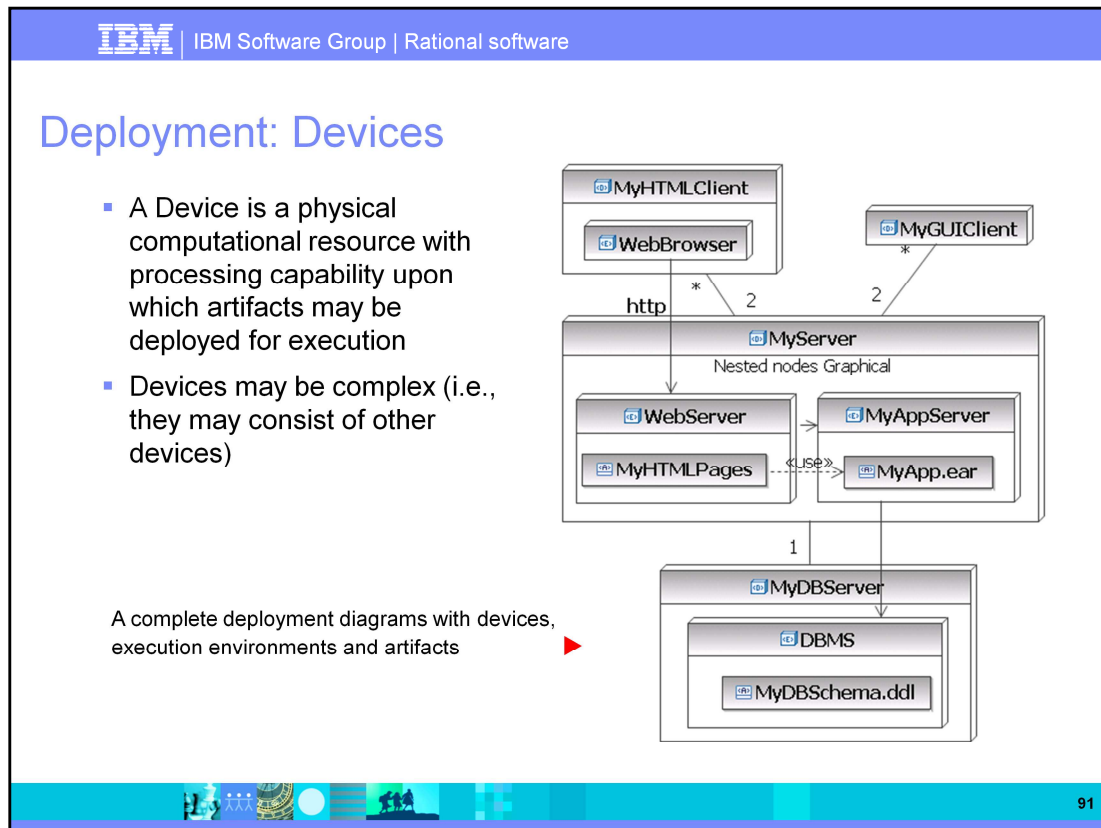 IBM | IBM Software Group | Rational software
Deployment: Devices
▪ A Device is a physical
computational resource with
processing capability upon
which artifacts may be
deployed for execution
▪ Devices may be complex (i.e.,
they may consist of other
devices)
A complete deployment diagrams with devices,
execution environments and artifacts
MyHTMLClient
WebBrowser
MyGUIClient
*
*
2
2
http
MyServer
Nested nodes Graphical
WebServer
MyAppServer
MyHTMLPages
«use»
MyApp.ear
1
MyDBServer
DBMS
MyDBSchema.ddl
91